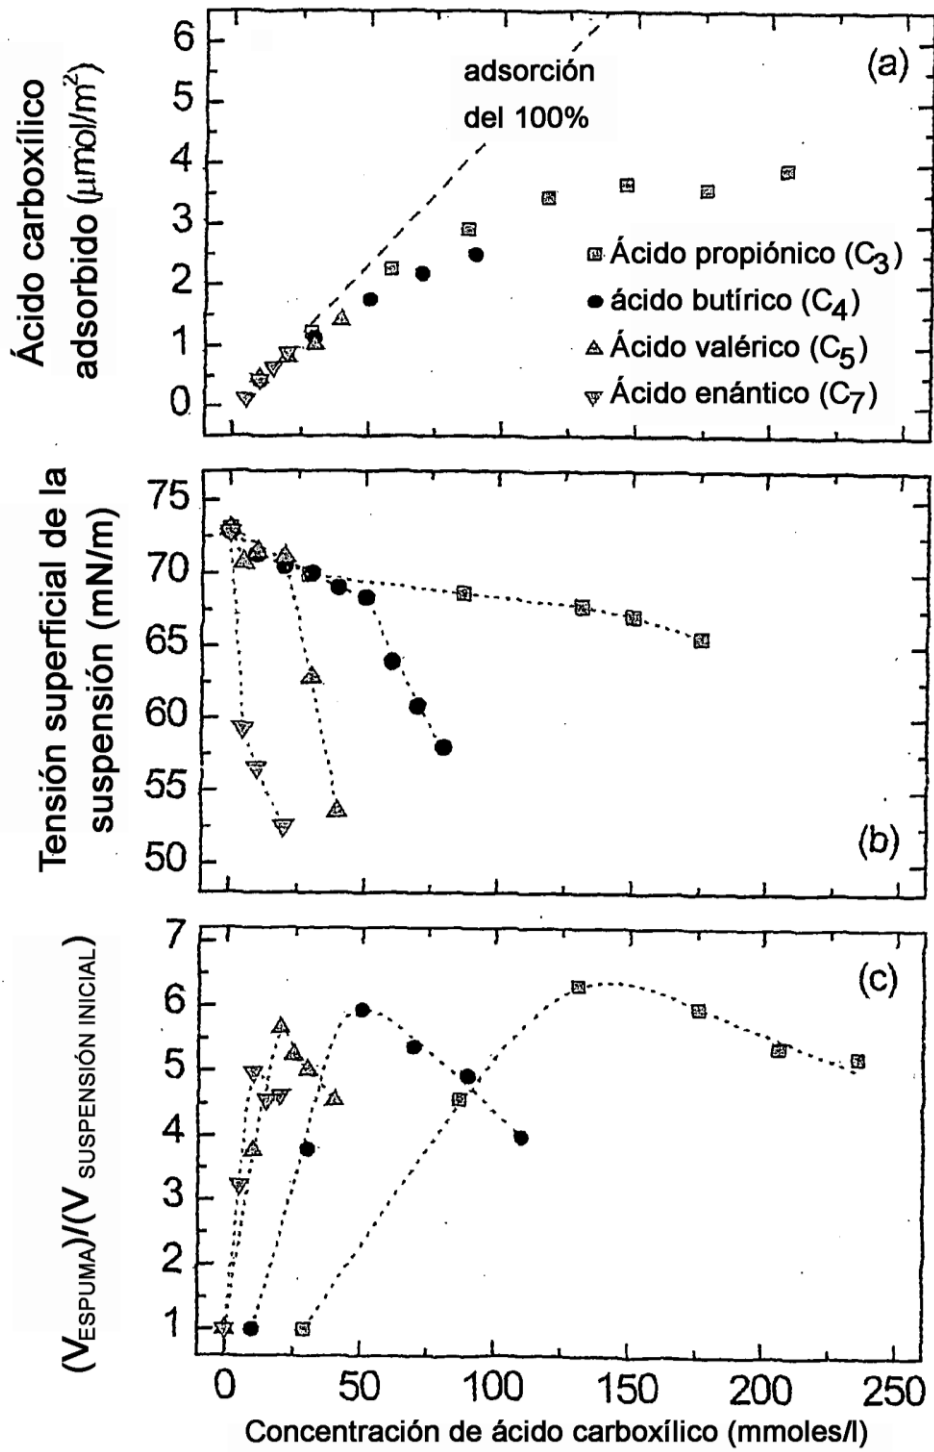 Ácido carboxílico
adsorbido (μmol/m²)
6
5
4
3
2
1
0
adsorción
del 100%
(a)
Ácido propiónico (C3)
ácido butírico (C4)
Ácido valérico (C5)
Ácido enántico (C7)
Tensión superficial de la
suspensión (mN/m)
75
70
65
60
55
50
(b)
(VESPUMA)/(V SUSPENSIÓN INICIAL)
7
6
5
4
3
2
1
(c)
0
50
100
150
200
250
Concentración de ácido carboxílico (mmoles/l)